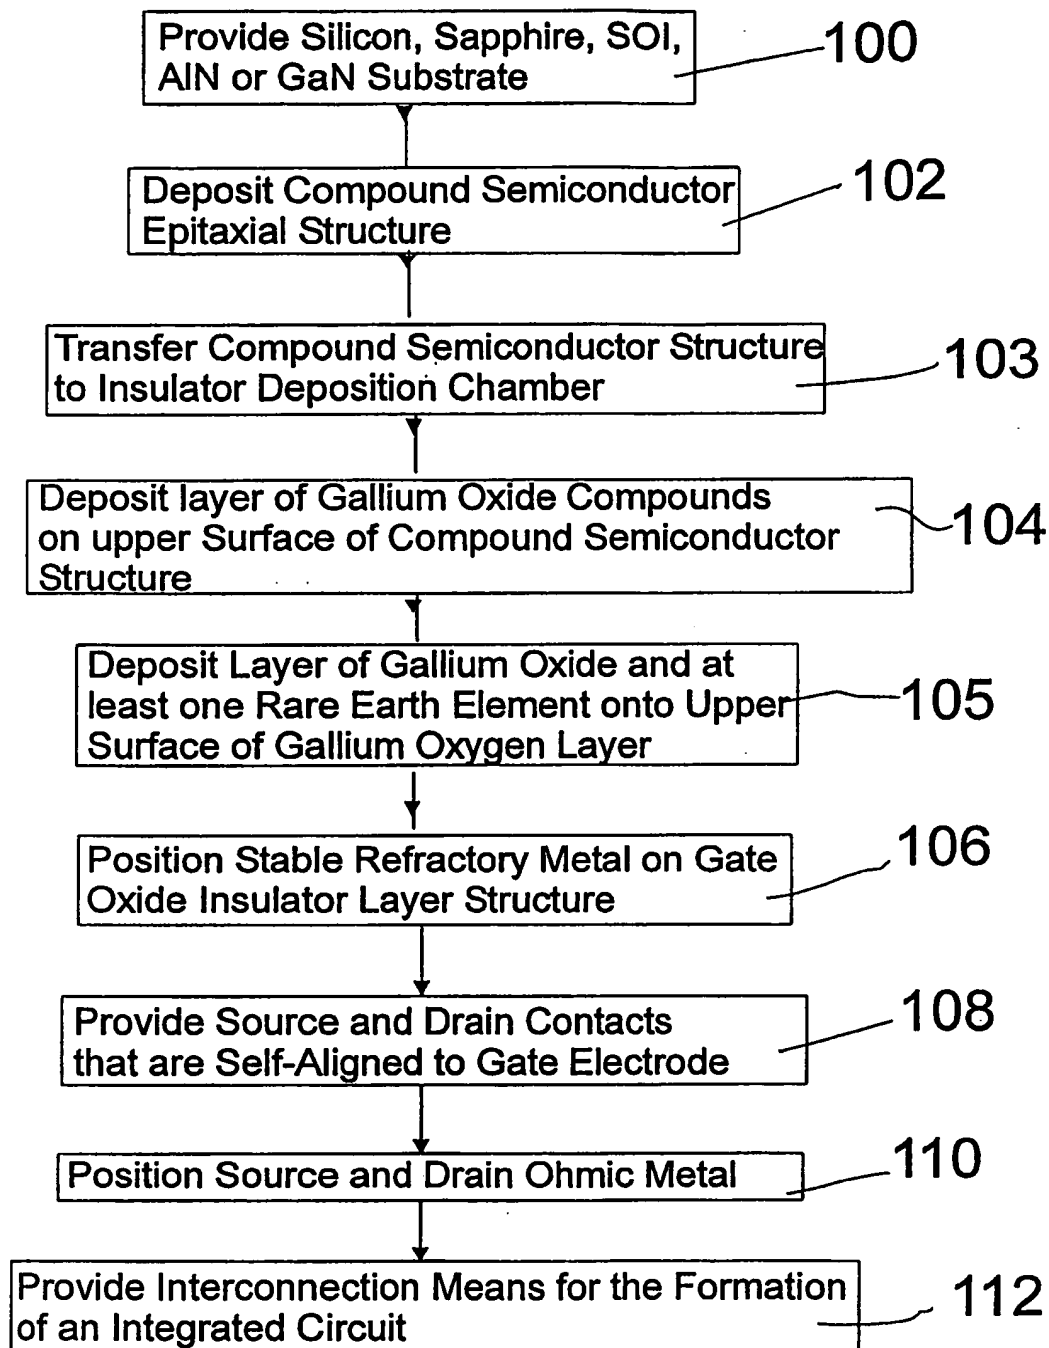 Provide Silicon, Sapphire, SOI,
AlN or GaN Substrate
100
Deposit Compound Semiconductor
Epitaxial Structure
102
Transfer Compound Semiconductor Structure
to Insulator Deposition Chamber
103
Deposit layer of Gallium Oxide Compounds
on upper Surface of Compound Semiconductor
Structure
104
Deposit Layer of Gallium Oxide and at
least one Rare Earth Element onto Upper
Surface of Gallium Oxygen Layer
105
Position Stable Refractory Metal on Gate
Oxide Insulator Layer Structure
106
Provide Source and Drain Contacts
that are Self-Aligned to Gate Electrode
108
Position Source and Drain Ohmic Metal
110
Provide Interconnection Means for the Formation
of an Integrated Circuit
112